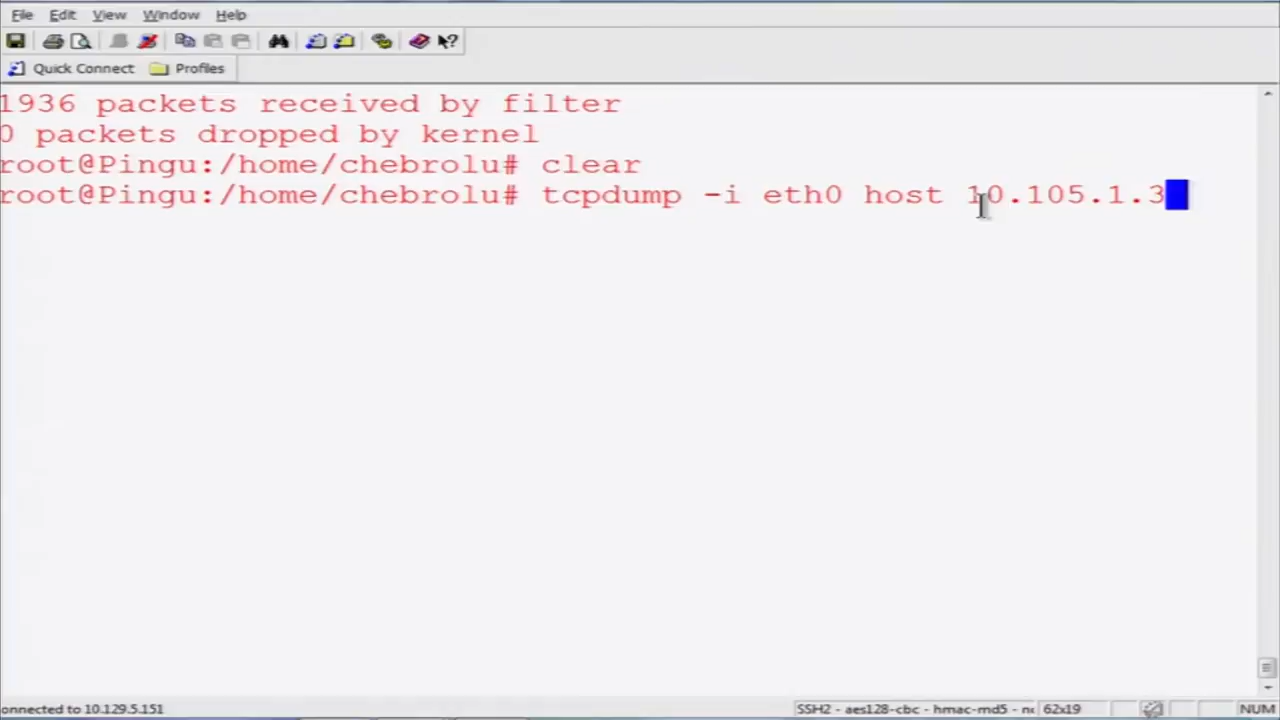 File Edit View Window Help
Quick Connect Profiles
1936 packets received by filter
0 packets dropped by kernel
root@Pingu:/home/chebrolu# clear
root@Pingu:/home/chebrolu# tcpdump -i eth0 host 10.105.1.3
onnected to 10.129.5.151 SSH2 - aes128-cbc - hmac-md5 - n 62x19 NUM